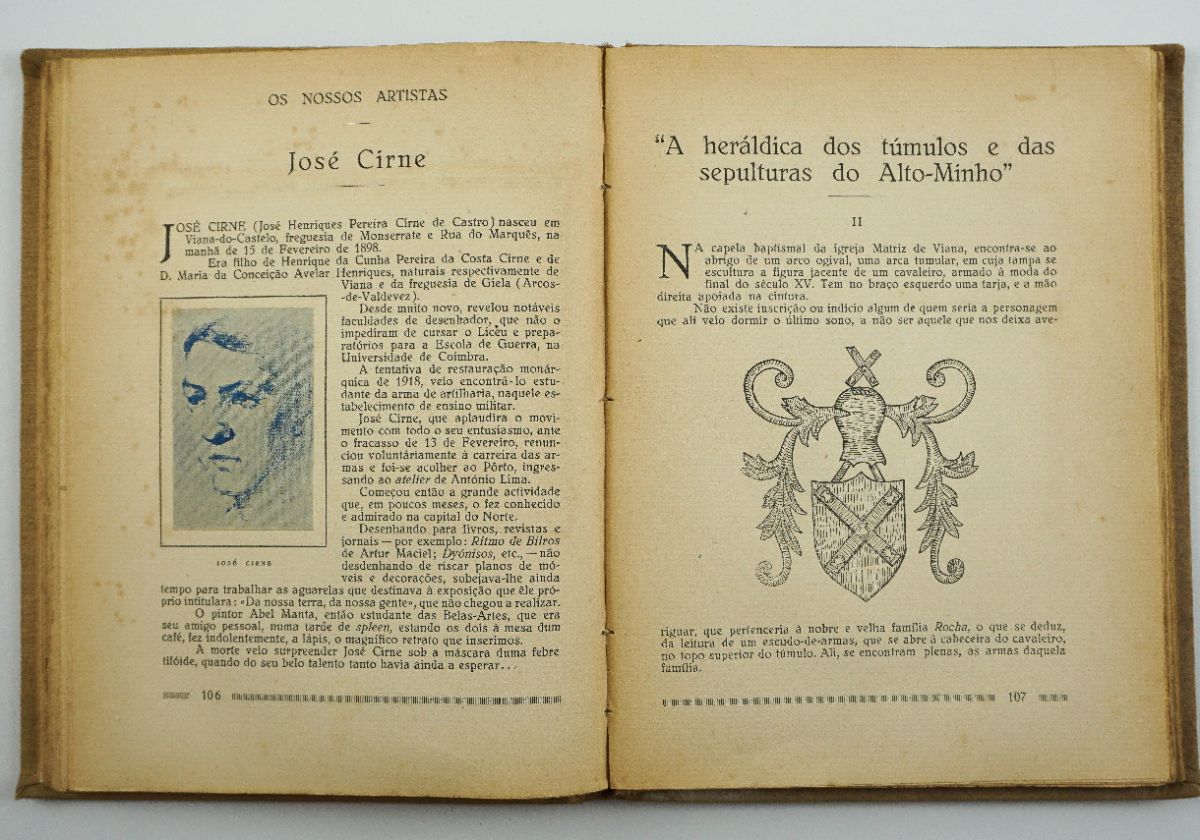 OS NOSSOS ARTISTAS
José Cirne
JOSÉ CIRNE (José Henriques Pereira Cirne de Castro) nasceu em
Viana-do-Castelo, freguesia de Monserrate e Rua do Marquês, na
manhã de 15 de Fevereiro de 1898.
Era filho de Henrique da Cunha Pereira da Costa Cirne e de
D. Maria da Conceição Avelar Henriques, naturais respectivamente de
Viana e da freguesia de Giela (Arcos-
-de-Valdevez).
Desde muito novo, revelou notáveis
faculdades de desenhador, que não o
impediram de cursar o Licéu e prepa-
ratórios para a Escola de Guerra, na
Universidade de Coimbra.
A tentativa de restauração monár-
quica de 1918, veio encontrá-lo estu-
dante da arma de artilharia, naquele es-
tabelecimento de ensino militar.
José Cirne, que aplaudira o movi-
mento com todo o seu entusiasmo, ante
o fracasso de 13 de Fevereiro, renun-
ciou voluntáriamente à carreira das ar-
mas e foi-se acolher ao Pôrto, ingres-
sando ao atelier de António Lima.
Começou então a grande actividade
que, em poucos meses, o fez conhecido
e admirado na capital do Norte.
Desenhando para livros, revistas e
jornais — por exemplo: Ritmo de Bilros
de Artur Maciel; Dyónisos, etc., — não
desdenhando de riscar planos de mó-
veis e decorações, sobejava-lhe ainda
tempo para trabalhar as aguarelas que destinava à exposição que êle pró-
prio intitulara: «Da nossa terra, da nossa gente», que não chegou a realizar.
O pintor Abel Manta, então estudante das Belas-Artes, que era
seu amigo pessoal, numa tarde de spleen, estando os dois à mesa dum
café, fez indolentemente, a lápis, o magnífico retrato que inserimos.
A morte veio surpreender José Cirne sob a máscara duma febre
tifóide, quando do seu belo talento tanto havia ainda a esperar...
JOSÉ CIRNE
106
"A heráldica dos túmulos e das
sepulturas do Alto-Minho"
II
NA capela baptismal da igreja Matriz de Viana, encontra-se ao
abrigo de um arco ogival, uma arca tumular, em cuja tampa se
escultura a figura jacente de um cavaleiro, armado à moda do
final do século XV. Tem no braço esquerdo uma tarja, e a mão
direita apoiada na cintura.
Não existe inscrição ou indício algum de quem seria a personagem
que ali veio dormir o último sono, a não ser aquele que nos deixa ave-
riguar, que pertenceria à nobre e velha família Rocha, o que se deduz,
da leitura de um escudo-de-armas, que se abre à cabeceira do cavaleiro,
no topo superior do túmulo. Ali, se encontram plenas, as armas daquela
família.
107